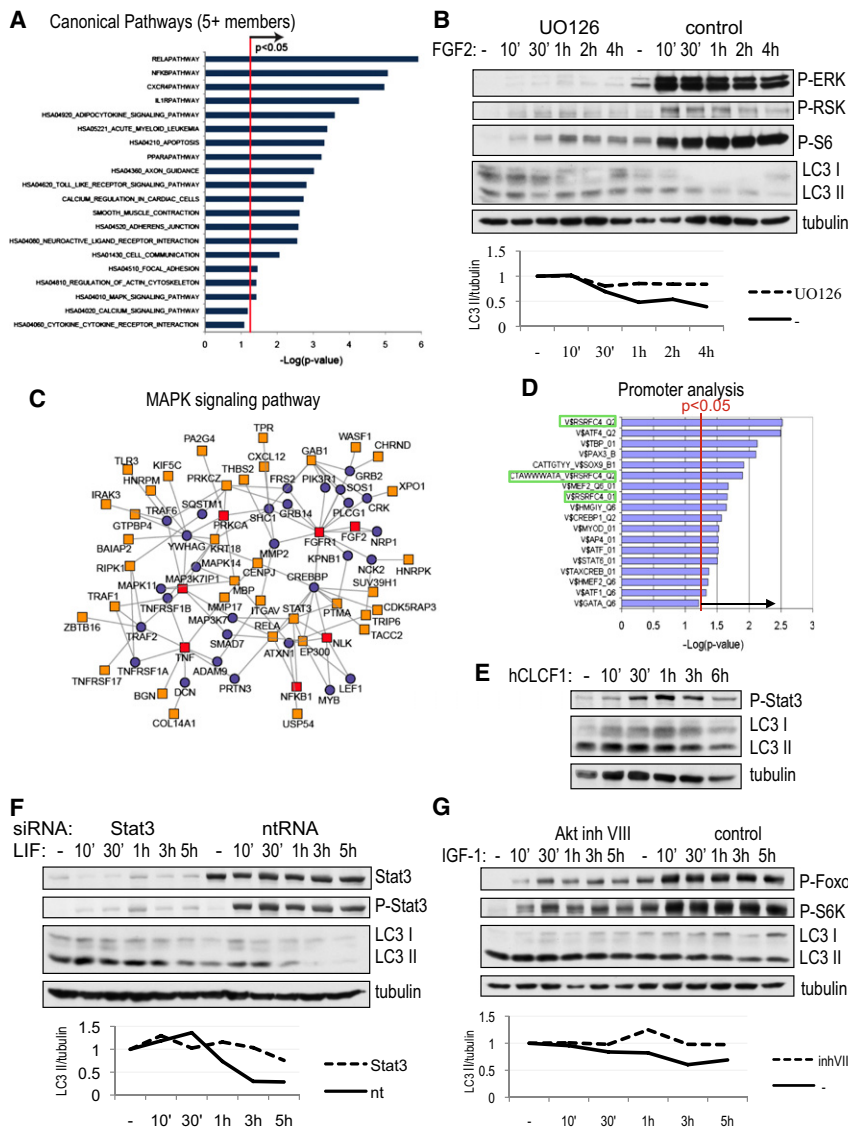 A
Canonical Pathways (5+ members)
p<0.05
RELAPATHWAY
NFKBPATHWAY
CXCR4PATHWAY
IL1RPATHWAY
HSA04920_ADIPOCYTOKINE_SIGNALING_PATHWAY
HSA05221_ACUTE_MYELOID_LEUKEMIA
HSA04210_APOPTOSIS
PPARAPATHWAY
HSA04360_AXON_GUIDANCE
HSA04620_TOLL_LIKE_RECEPTOR_SIGNALING_PATHWAY
CALCIUM_REGULATION_IN_CARDIAC_CELLS
SMOOTH_MUSCLE_CONTRACTION
HSA04520_ADHERENS_JUNCTION
HSA04080_NEUROACTIVE_LIGAND_RECEPTOR_INTERACTION
HSA01430_CELL_COMMUNICATION
HSA04510_FOCAL_ADHESION
HSA04810_REGULATION_OF_ACTIN_CYTOSKELETON
HSA04010_MAPK_SIGNALING_PATHWAY
HSA04020_CALCIUM_SIGNALING_PATHWAY
HSA04060_CYTOKINE_CYTOKINE_RECEPTOR_INTERACTION
0 1 2 3 4 5 6
-Log(p-value)
B
UO126 control
FGF2: - 10' 30' 1h 2h 4h - 10' 30' 1h 2h 4h
P-ERK
P-RSK
P-S6
LC3 I
LC3 II
tubulin
LC3 II/tubulin
1.5
1
0.5
0
- 10' 30' 1h 2h 4h
UO126
-
C
MAPK signaling pathway
TPR
PA2G4
CXCL12
GAB1
WASF1
CHRND
TLR3
KIF5C
THBS2
FRS2
PIK3R1
GRB2
HNRPM
PRKCZ
SOS1
XPO1
IRAK3
SQSTM1
GRB14
PLCG1
CRK
TRAF6
PRKCA
SHC1
FGFR1
FGF2
GTPBP4
NRP1
BAIAP2
YWHAG
KRT18
MMP2
KPNB1
NCK2
HNRPK
RIPK1
MAPK14
CENPJ
CREBBP
SUV39H1
MAPK11
MAP3K7IP1
MBP
TRAF1
TNFRSF1B
MMP17
ITGAV
STAT3
PTMA
CDK5RAP3
ZBTB16
MAP3K7
RELA
TRIP6
TRAF2
SMAD7
NLK
TACC2
TNF
ATXN1
EP300
TNFRSF17
TNFRSF1A
ADAM9
LEF1
BGN
DCN
PRTN3
NFKB1
MYB
COL14A1
USP54
D
Promoter analysis
p<0.05
V$RSRFC4_Q2
V$ATF4_Q2
V$TBP_01
V$PAX3_B
CATTGTYY_V$SOX9_B1
CTAWWWATA_V$RSRFC4_Q2
V$MEF2_Q6_01
V$RSRFC4_01
V$HMGIY_Q6
V$CREBP1_Q2
V$MYOD_01
V$AP4_01
V$ATF_01
V$STAT6_01
V$TAXCREB_01
V$HMEF2_Q6
V$ATF1_Q6
V$GATA_Q6
0 0.5 1 1.5 2 2.5 3
-Log(p-value)
E
hCLCF1: - 10' 30' 1h 3h 6h
P-Stat3
LC3 I
LC3 II
tubulin
F
siRNA: Stat3 ntRNA
LIF: - 10' 30' 1h 3h 5h - 10' 30' 1h 3h 5h
Stat3
P-Stat3
LC3 I
LC3 II
tubulin
LC3 II/tubulin
1.5
1
0.5
0
- 10' 30' 1h 3h 5h
Stat3
nt
G
Akt inh VIII control
IGF-1: - 10' 30' 1h 3h 5h - 10' 30' 1h 3h 5h
P-Foxo
P-S6K
LC3 I
LC3 II
tubulin
LC3 II/tubulin
1.5
1
0.5
0
- 10' 30' 1h 3h 5h
inhVII
-